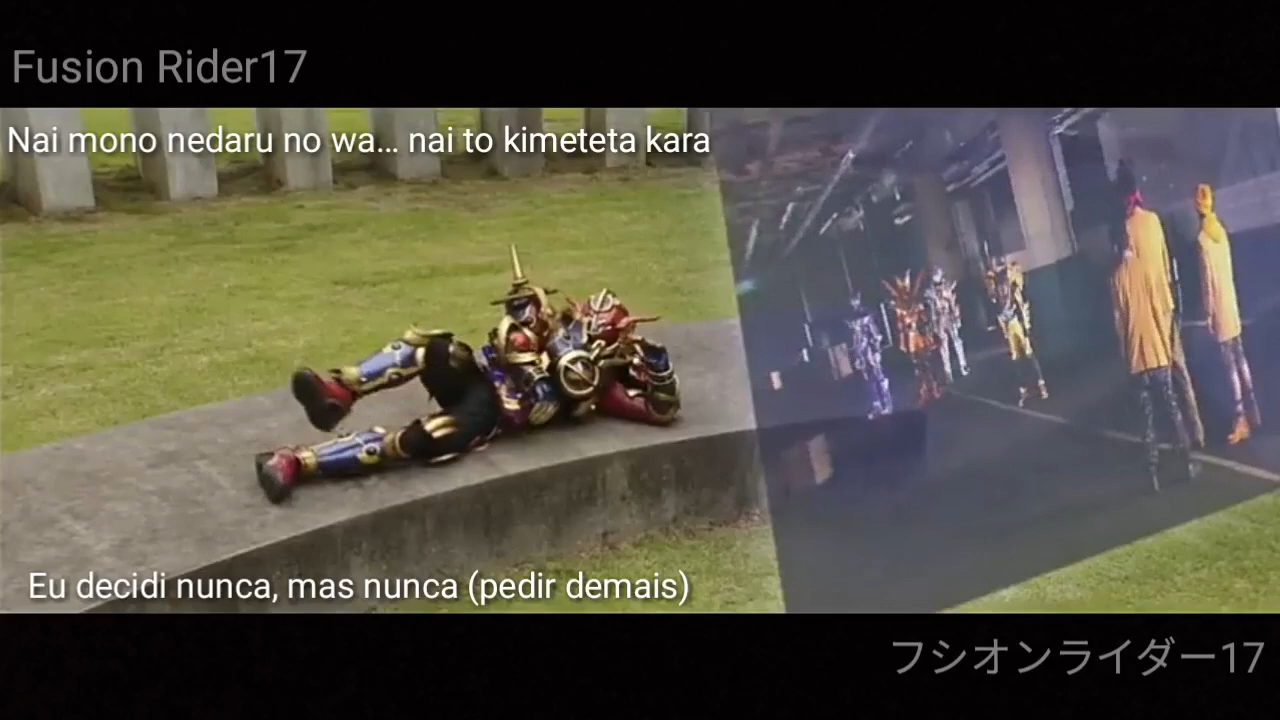 Fusion Rider17
Nai mono nedaru no wa... nai to kimeteta kara
Eu decidi nunca, mas nunca (pedir demais)
フシオンライダー17